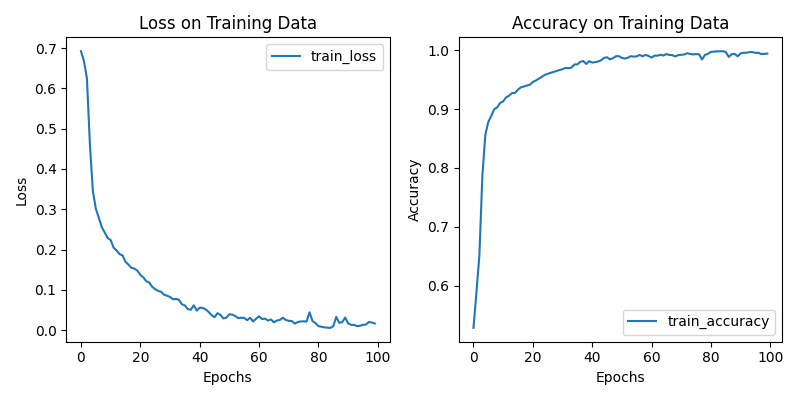 Loss on Training Data
0.7
0.6
0.5
0.4
0.3
0.2
0.1
0.0
Loss
train_loss
0 20 40 60 80 100
Epochs
Accuracy on Training Data
1.0
0.9
0.8
0.7
0.6
Accuracy
train_accuracy
0 20 40 60 80 100
Epochs